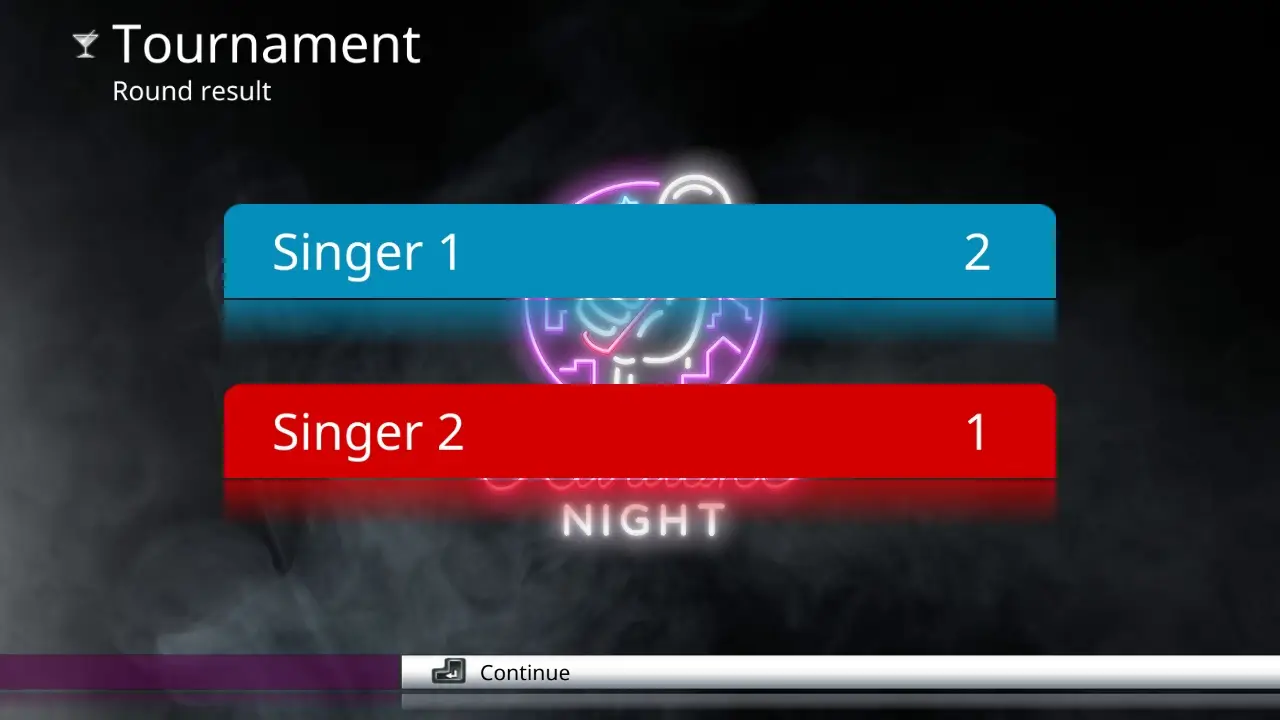 Tournament
Round result
Singer 1 2
Singer 2 1
NIGHT
Continue